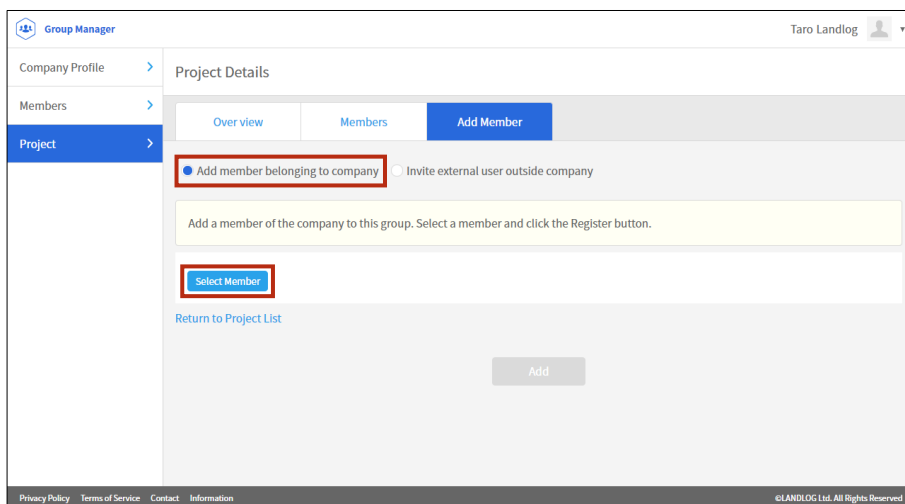 Group Manager
Taro Landlog
Company Profile
Members
Project
Project Details
Over view
Members
Add Member
Add member belonging to company
Invite external user outside company
Add a member of the company to this group. Select a member and click the Register button.
Select Member
Return to Project List
Add
Privacy Policy Terms of Service Contact Information
©LANDLOG Ltd. All Rights Reserved